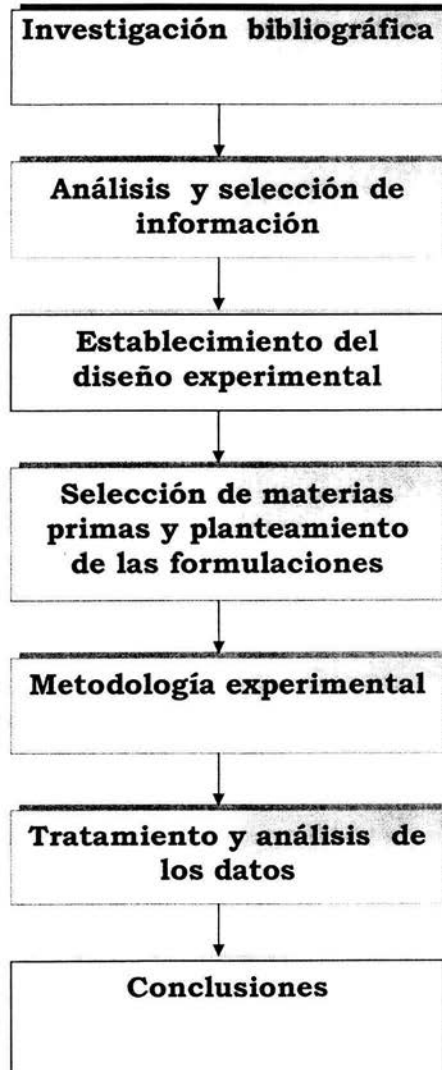 Investigación bibliográfica
Análisis y selección de
información
Establecimiento del
diseño experimental
Selección de materias
primas y planteamiento
de las formulaciones
Metodología experimental
Tratamiento y análisis de
los datos
Conclusiones